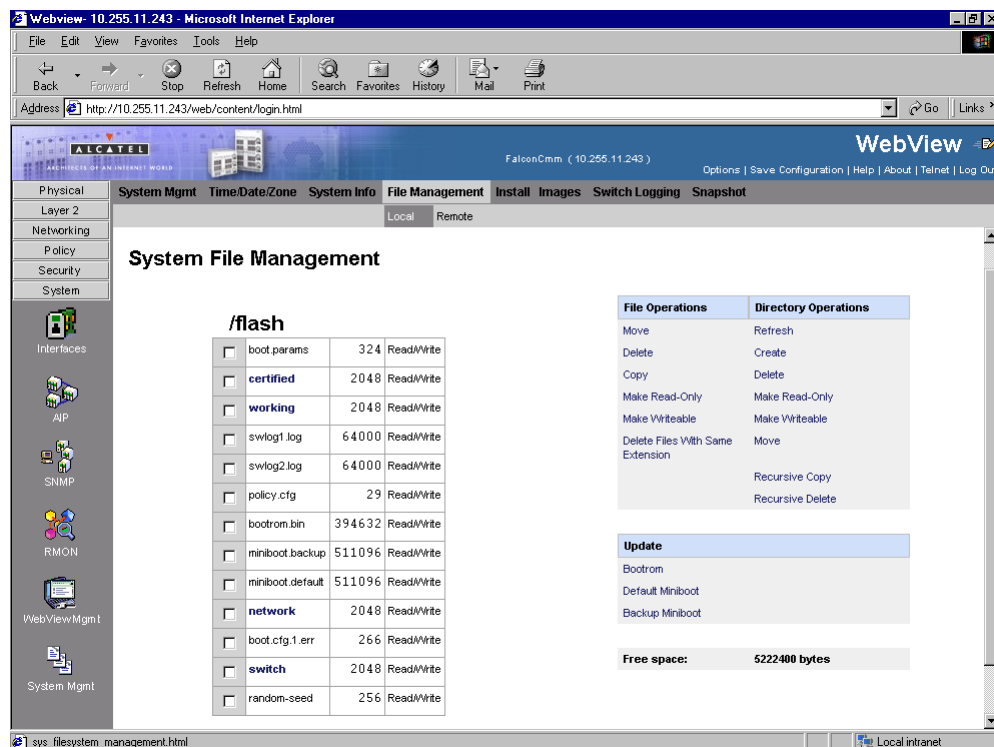 Webview- 10.255.11.243 - Microsoft Internet Explorer
File Edit View Favorites Tools Help
Back Forward Stop Refresh Home Search Favorites History Mail Print
Address http://10.255.11.243/web/content/login.html Go Links
ALCATEL
ARCHITECTS OF AN INTERNET WORLD
FalconCmm ( 10.255.11.243 )
WebView
Options | Save Configuration | Help | About | Telnet | Log Ou
Physical
Layer 2
Networking
Policy
Security
System
Interfaces
AIP
SNMP
RMON
WebViewMgmt
System Mgmt
System Mgmt Time/Date/Zone System Info File Management Install Images Switch Logging Snapshot
Local Remote
System File Management
/flash
boot.params 324 Read/Write
certified 2048 Read/Write
working 2048 Read/Write
swlog1.log 64000 Read/Write
swlog2.log 64000 Read/Write
policy.cfg 29 Read/Write
bootrom.bin 394632 Read/Write
miniboot.backup 511096 Read/Write
miniboot.default 511096 Read/Write
network 2048 Read/Write
boot.cfg.1.err 266 Read/Write
switch 2048 Read/Write
random-seed 256 Read/Write
File Operations Directory Operations
Move Refresh
Delete Create
Copy Delete
Make Read-Only Make Read-Only
Make Writeable Make Writeable
Delete Files With Same Move
Extension
Recursive Copy
Recursive Delete
Update
Bootrom
Default Miniboot
Backup Miniboot
Free space: 5222400 bytes
sys_filesystem_management.html Local intranet